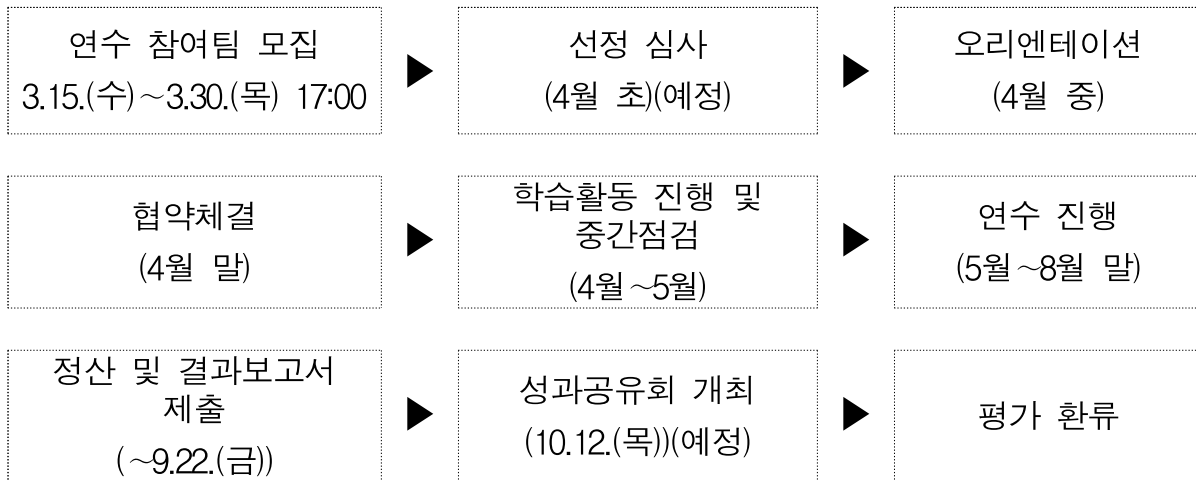 연수 참여팀 모집
3.15.(수)~3.30.(목) 17:00
▶
선정 심사
(4월 초)(예정)
▶
오리엔테이션
(4월 중)
협약체결
(4월 말)
▶
학습활동 진행 및
중간점검
(4월~5월)
▶
연수 진행
(5월~8월 말)
정산 및 결과보고서
제출
(~9.22.(금))
▶
성과공유회 개최
(10.12.(목))(예정)
▶
평가 환류